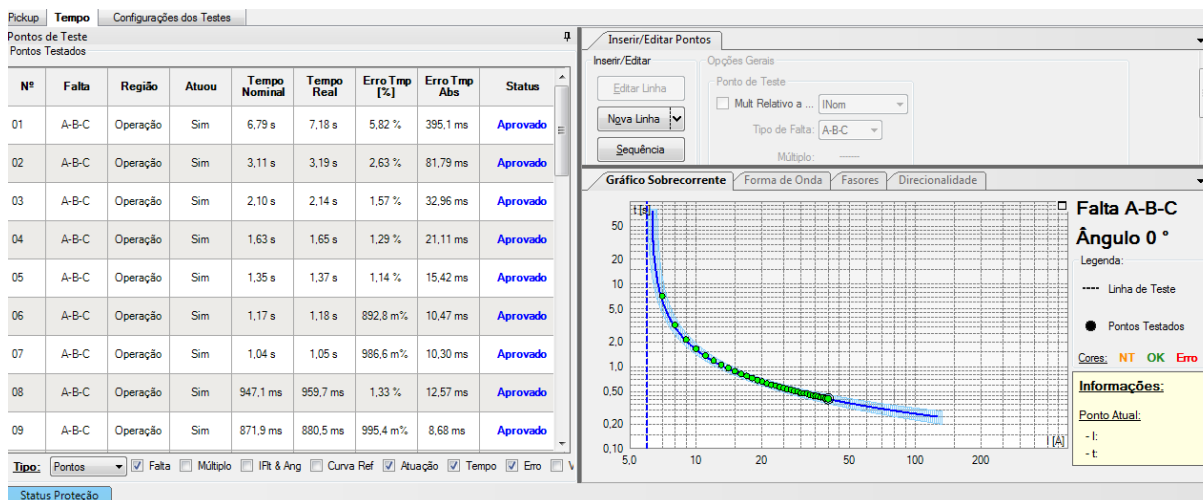 Pickup Tempo Configurações dos Testes
Pontos de Teste
Pontos Testados
Nº Falta Região Atuou Tempo Nominal Tempo Real Erro Tmp [%] Erro Tmp Abs Status
01 A-B-C Operação Sim 6,79 s 7,18 s 5,82 % 395,1 ms Aprovado
02 A-B-C Operação Sim 3,11 s 3,19 s 2,63 % 81,79 ms Aprovado
03 A-B-C Operação Sim 2,10 s 2,14 s 1,57 % 32,96 ms Aprovado
04 A-B-C Operação Sim 1,63 s 1,65 s 1,29 % 21,11 ms Aprovado
05 A-B-C Operação Sim 1,35 s 1,37 s 1,14 % 15,42 ms Aprovado
06 A-B-C Operação Sim 1,17 s 1,18 s 892,8 m% 10,47 ms Aprovado
07 A-B-C Operação Sim 1,04 s 1,05 s 986,6 m% 10,30 ms Aprovado
08 A-B-C Operação Sim 947,1 ms 959,7 ms 1,33 % 12,57 ms Aprovado
09 A-B-C Operação Sim 871,9 ms 880,5 ms 995,4 m% 8,68 ms Aprovado
Tipo: Pontos Falta Múltiplo IFlt & Ang Curva Ref Atuação Tempo Erro V
Status Proteção
Inserir/Editar Pontos
Inserir/Editar
Editar Linha
Nova Linha
Sequência
Opções Gerais
Ponto de Teste
Mult Relativo a ... INom
Tipo de Falta: A-B-C
Múltiplo: ----
Gráfico Sobrecorrente Forma de Onda Fasores Direcionalidade
t [s]
50
20
10
5,0
2,0
1,0
0,50
0,20
0,10
I [A]
5,0 10 20 50 100 200
Falta A-B-C
Ângulo 0 °
Legenda:
Linha de Teste
Pontos Testados
Cores: NT OK Erro
Informações:
Ponto Atual:
- I:
- t: